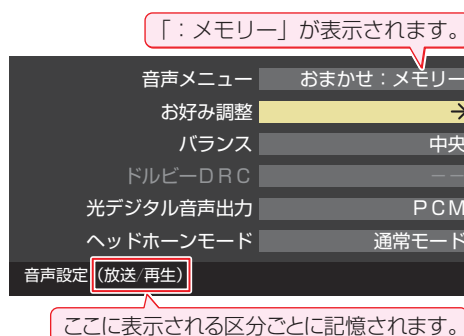 「：メモリー」が表示されます。
音声メニュー おまかせ：メモリー
お好み調整 →
バランス 中央
ドルビーDRC －－
光デジタル音声出力 PCM
ヘッドホーンモード 通常モード
音声設定 (放送/再生)
ここに表示される区分ごとに記憶されます。